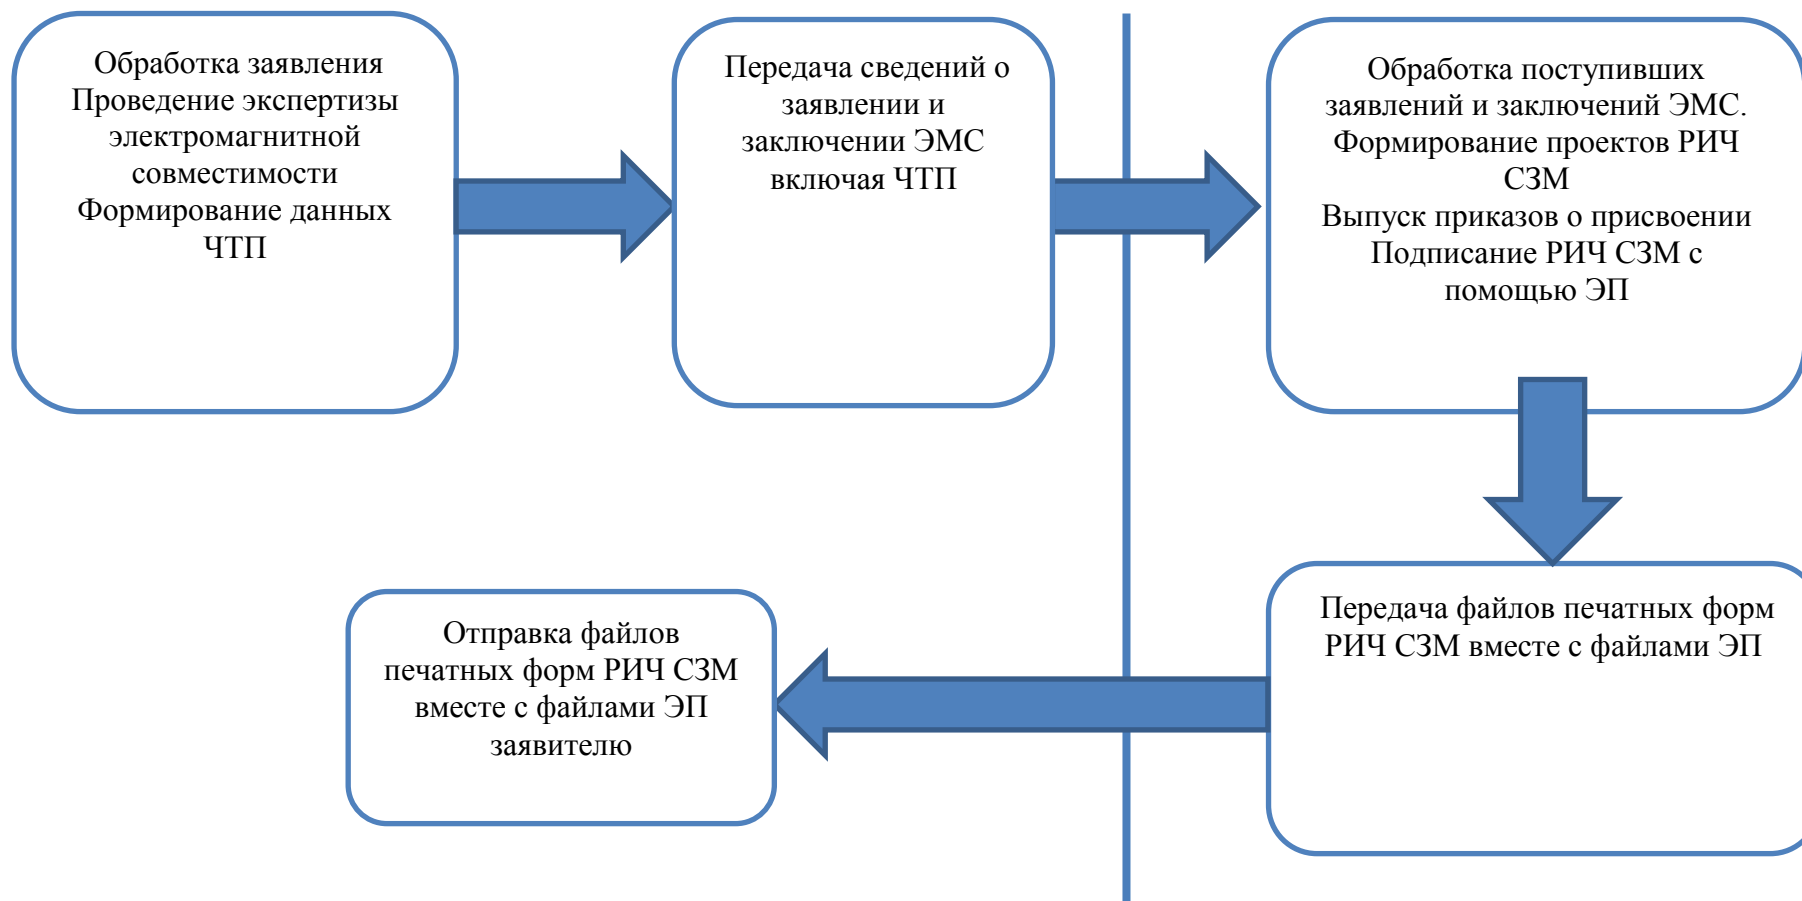 Обработка заявления
Проведение экспертизы
электромагнитной
совместимости
Формирование данных
ЧТП
Передача сведений о
заявлении и
заключении ЭМС
включая ЧТП
Обработка поступивших
заявлений и заключений ЭМС.
Формирование проектов РИЧ
СЗМ
Выпуск приказов о присвоении
Подписание РИЧ СЗМ с
помощью ЭП
Передача файлов печатных форм
РИЧ СЗМ вместе с файлами ЭП
Отправка файлов
печатных форм РИЧ СЗМ
вместе с файлами ЭП
заявителю